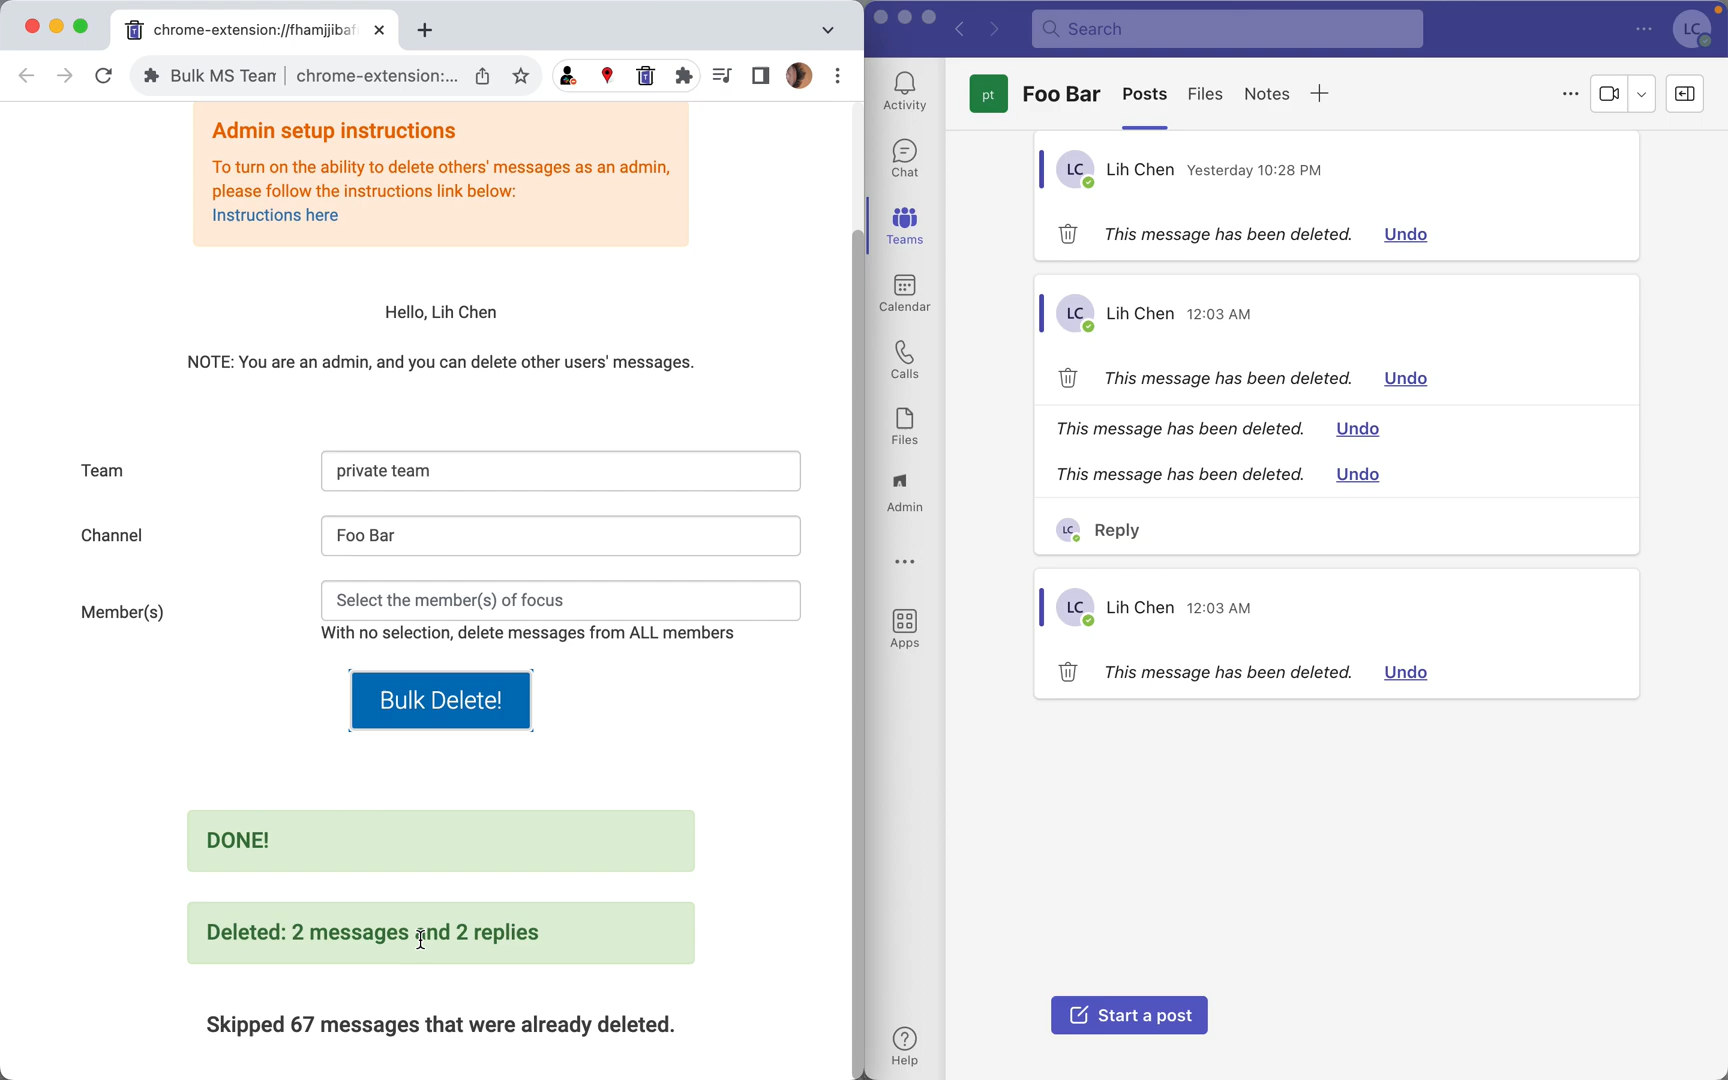 chrome-extension://fhamjjibaf
Bulk MS Team
chrome-extension:...
Admin setup instructions
To turn on the ability to delete others' messages as an admin,
please follow the instructions link below:
Instructions here
Hello, Lih Chen
NOTE: You are an admin, and you can delete other users' messages.
Team
private team
Channel
Foo Bar
Member(s)
Select the member(s) of focus
With no selection, delete messages from ALL members
Bulk Delete!
DONE!
Deleted: 2 messages and 2 replies
Skipped 67 messages that were already deleted.
Search
LC
Activity
Chat
Teams
Calendar
Calls
Files
Admin
Apps
Help
pt
Foo Bar
Posts
Files
Notes
LC
Lih Chen
Yesterday 10:28 PM
This message has been deleted.
Undo
LC
Lih Chen
12:03 AM
This message has been deleted.
Undo
This message has been deleted.
Undo
This message has been deleted.
Undo
LC
Reply
LC
Lih Chen
12:03 AM
This message has been deleted.
Undo
Start a post